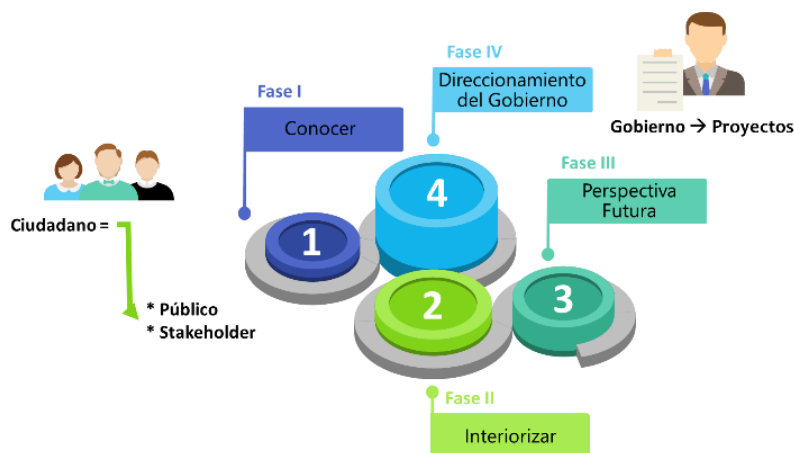 Fase IV
Direccionamiento
del Gobierno
Fase I
Conocer
Gobierno → Proyectos
Fase III
Perspectiva
Futura
Ciudadano =
* Público
* Stakeholder
1
4
2
3
Fase II
Interiorizar